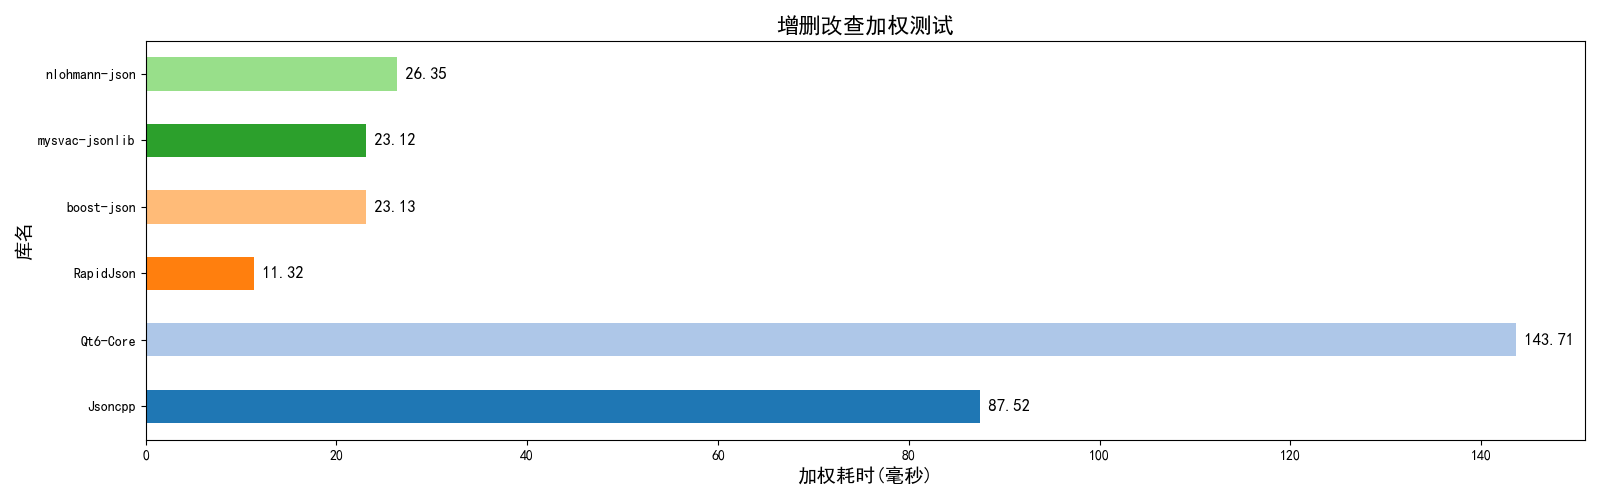 增删改查加权测试
nlohmann-json
26.35
mysvac-jsonlib
23.12
boost-json
23.13
RapidJson
11.32
Qt6-Core
143.71
Jsoncpp
87.52
库名
0 20 40 60 80 100 120 140
加权耗时(毫秒)